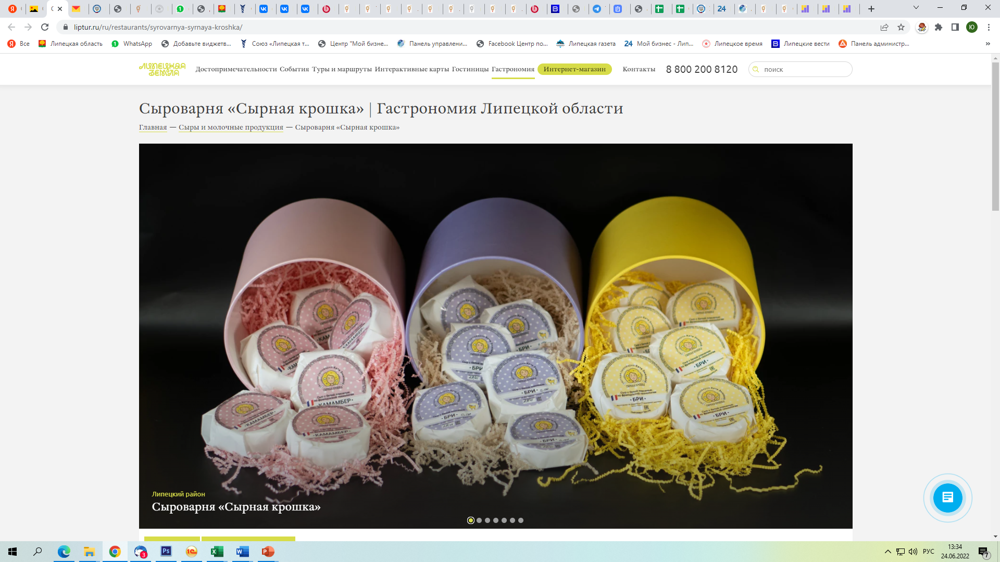 liptur.ru/ru/restaurants/syrovarnya-syrnaya-kroshka/
Все
Липецкая область
WhatsApp
Добавьте виджетв...
Союз «Липецкая т...
Центр "Мой бизне...
Панель управлени...
Facebook Центр по...
Липецкая газета
24 Мой бизнес - Лип...
Липецкое время
Липецкие вести
Панель администр...
ЛИПЕЦКАЯ
ЗЕМЛЯ
Достопримечательности События Туры и маршруты Интерактивные карты Гостиницы Гастрономия Интернет-магазин Контакты 8 800 200 8120 поиск
Сыроварня «Сырная крошка» | Гастрономия Липецкой области
Главная — Сыры и молочные продукция — Сыроварня «Сырная крошка»
КАМАМБЕР
КАМАМБЕР
КАМАМБЕР
КАМАМБЕР
БРИ
БРИ
БРИ
БРИ
БРИ
БРИ
БРИ
Липецкий район
Сыроварня «Сырная крошка»
РУС
13:34
24.06.2022